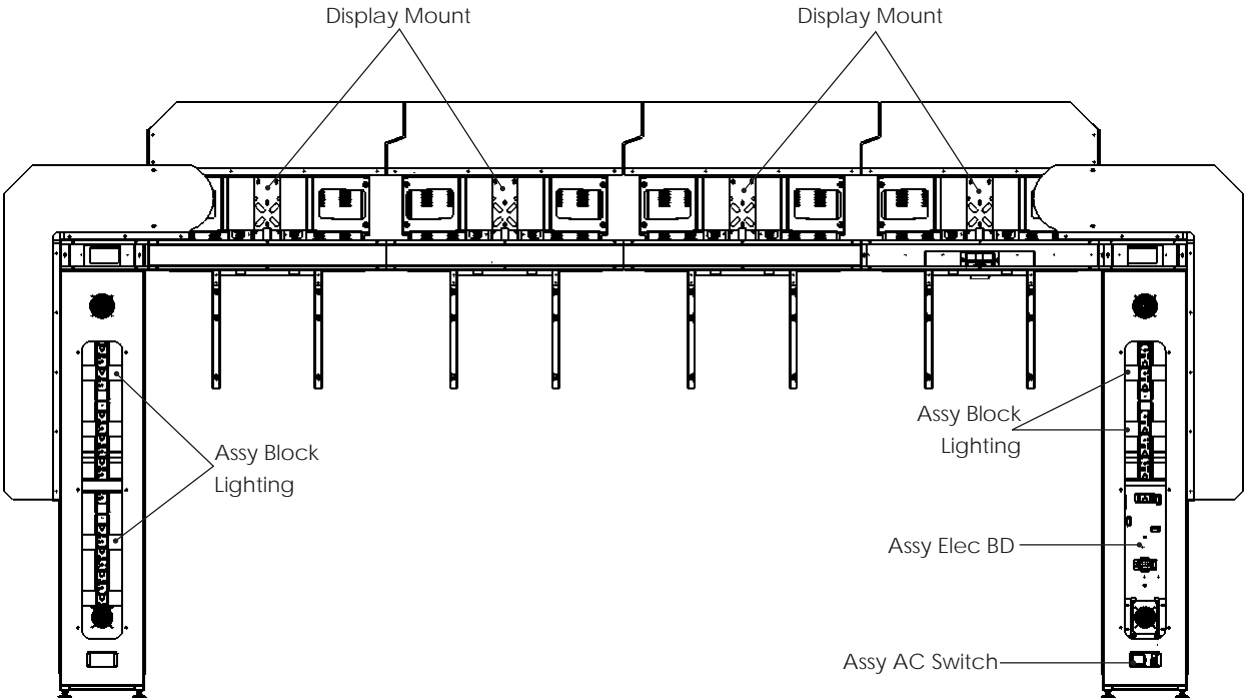 Display Mount
Display Mount
Assy Block
Lighting
Assy Block
Lighting
Assy Elec BD
Assy AC Switch